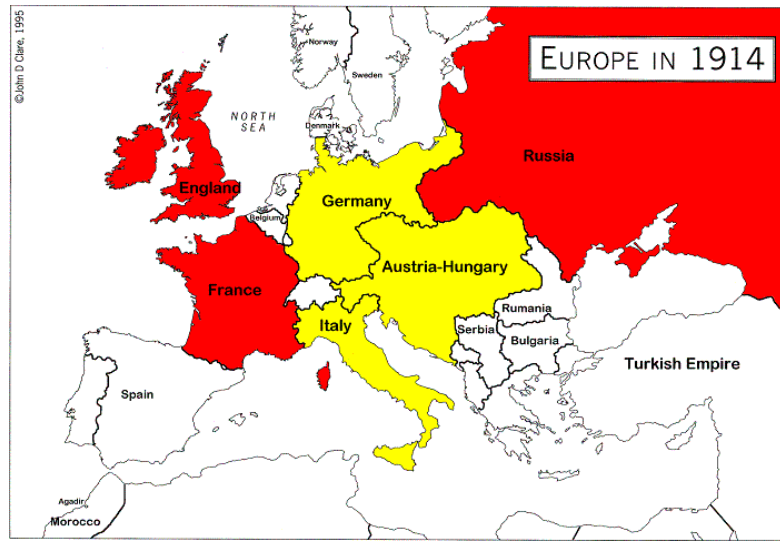 ©John D Clare, 1995
EUROPE IN 1914
Norway
Sweden
NORTH
SEA
Denmark
Russia
England
Belgium
Germany
Austria-Hungary
France
Italy
Rumania
Serbia
Bulgaria
Turkish Empire
Spain
Agadir
Morocco